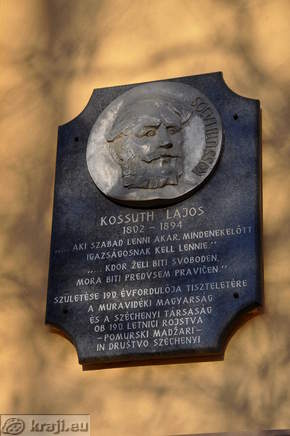 KOSSUTH LAJOS
1802 - 1894
"... AKI SZABAD LENNI AKAR, MINDENEKELŐTT
IGAZSÁGOSNAK KELL LENNIE."
"... KDOR ŽELI BITI SVOBODEN,
MORA BITI PREDVSEM PRAVIČEN."
SZÜLETÉSE 190. ÉVFORDULÓJA TISZTELETÉRE
A MURAVIDÉKI MAGYARSÁG
ÉS A SZÉCHENYI TÁRSASÁG
OB 190. LETNICI ROJSTVA
-POMURSKI MADŽARI-
IN DRUŠTVO SZÉCHENYI
kraji.eu